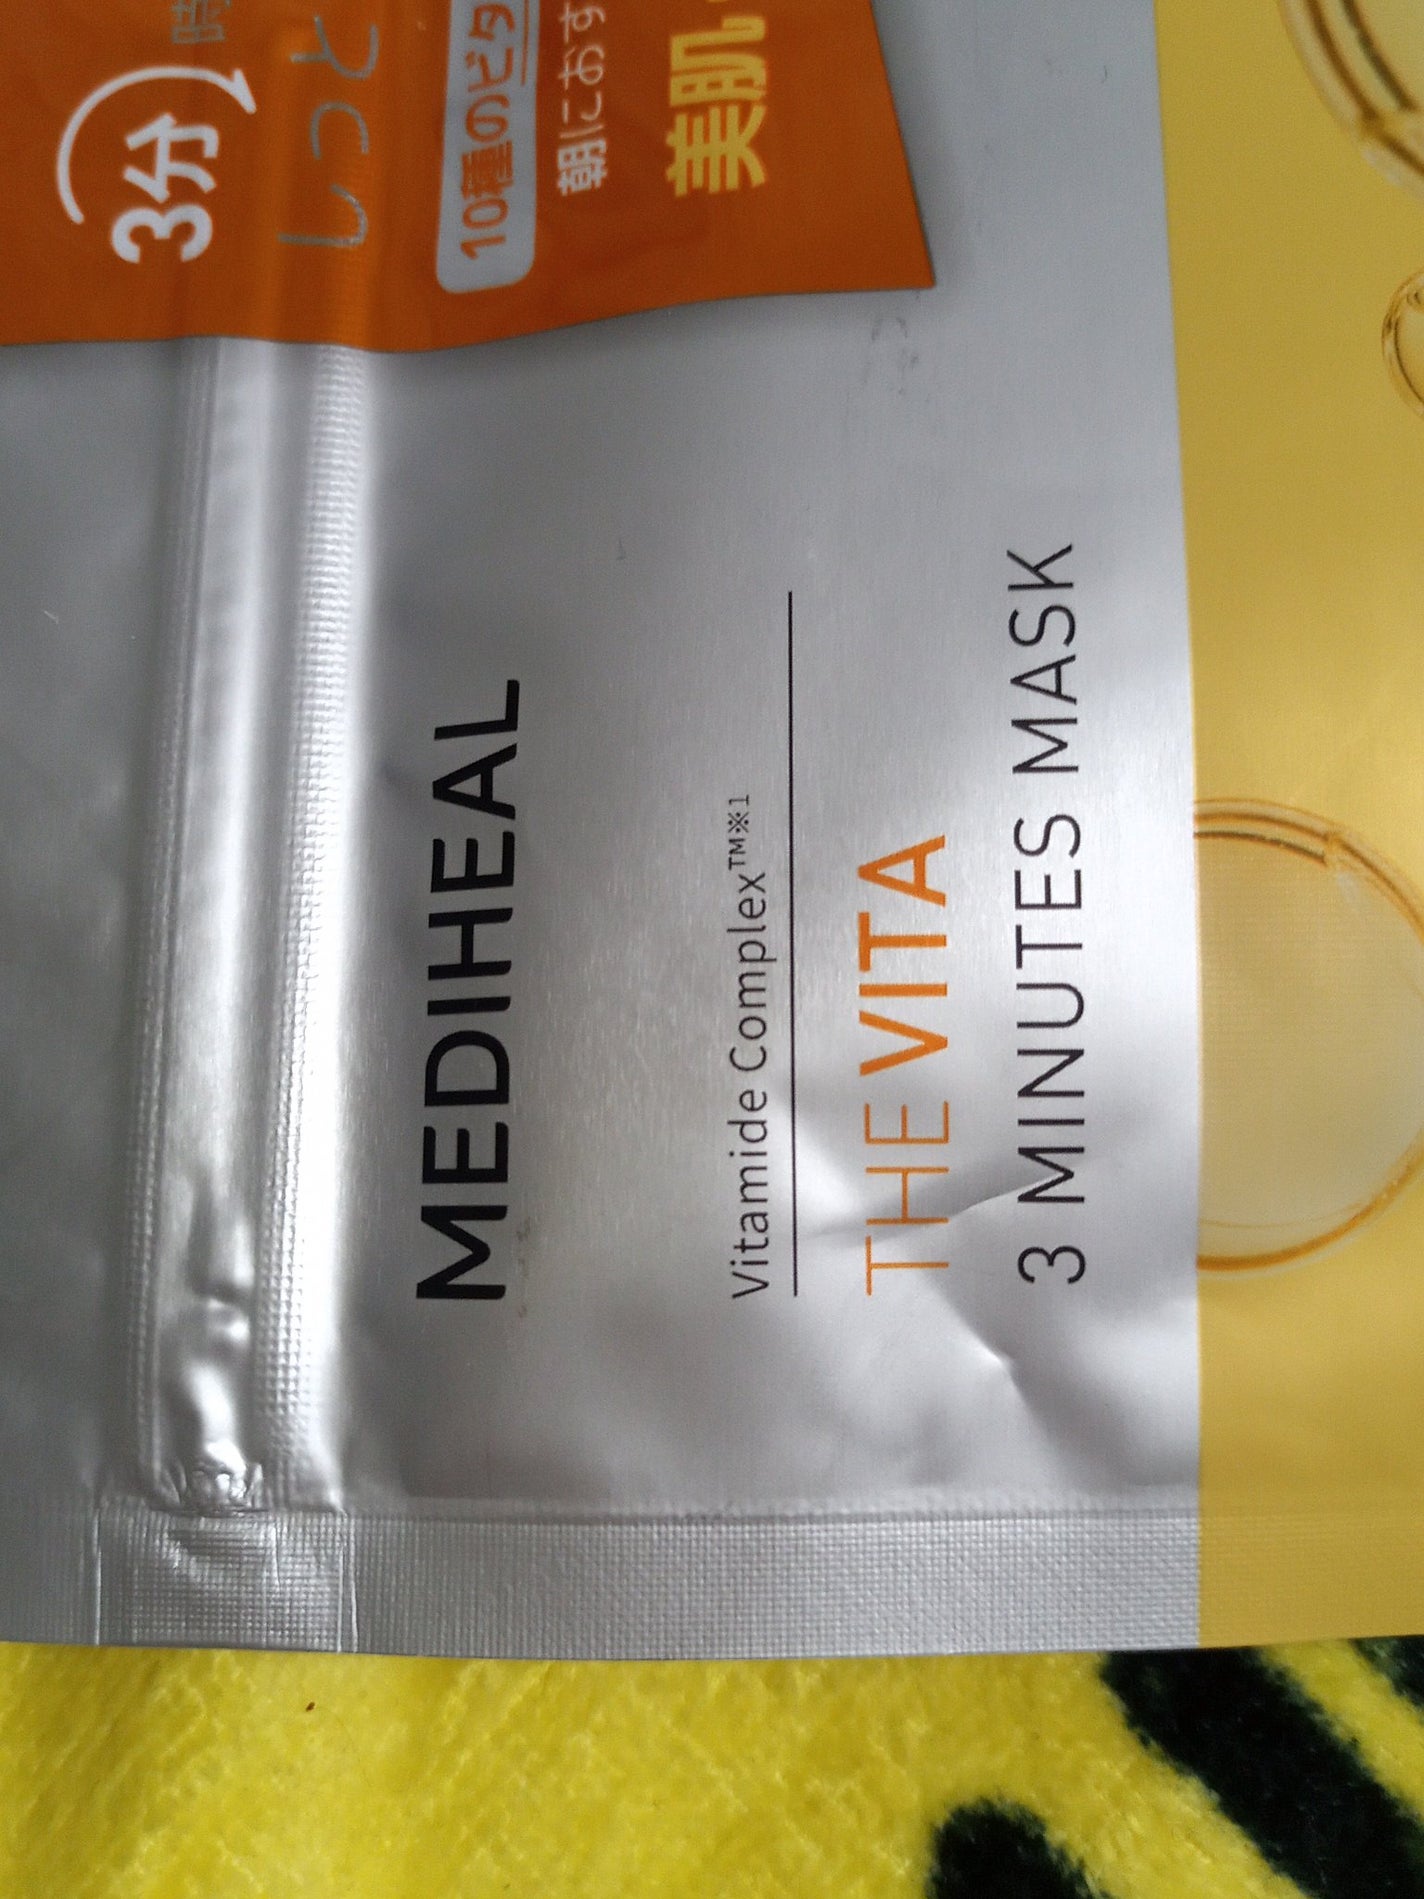 MEDIHEAL
Vitamide Complex™※1
THE VITA
3 MINUTES MASK
3分
時
しっと
10種のビタ
朝におす
美肌